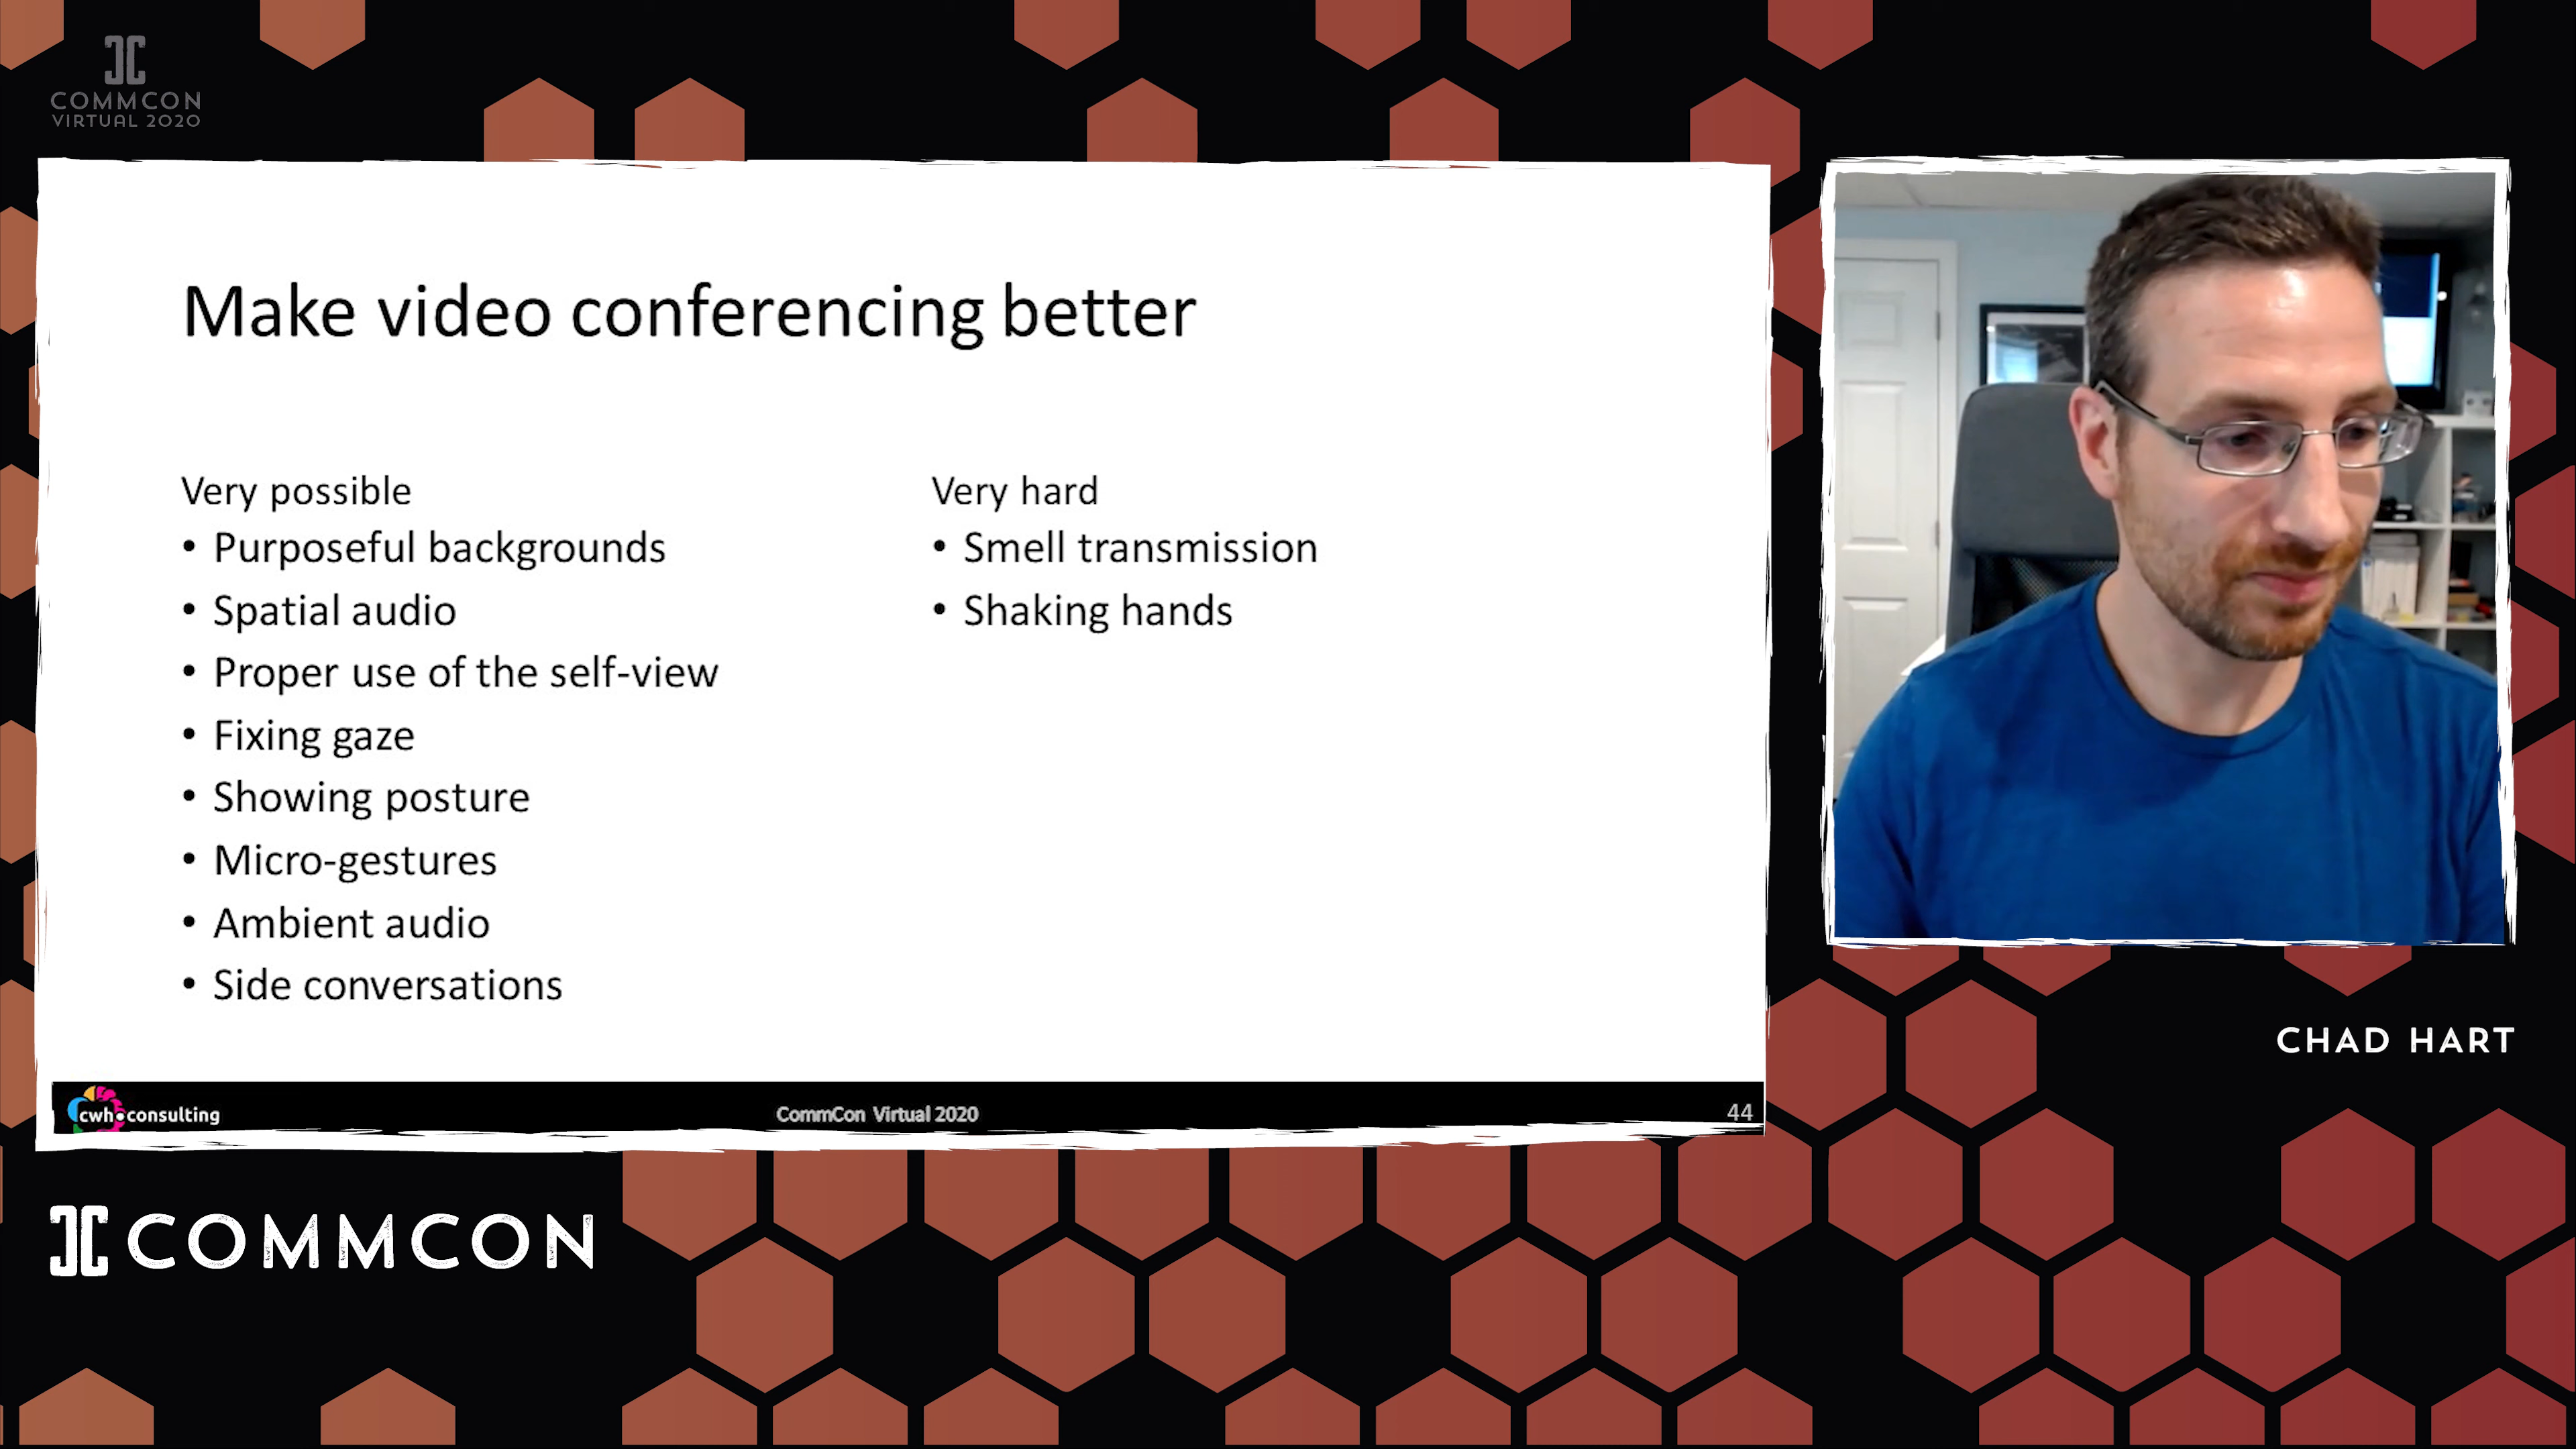 COMMCON
VIRTUAL 2020
Make video conferencing better
Very possible
• Purposeful backgrounds
• Spatial audio
• Proper use of the self-view
• Fixing gaze
• Showing posture
• Micro-gestures
• Ambient audio
• Side conversations
Very hard
• Smell transmission
• Shaking hands
cwh consulting
CommCon Virtual 2020
44
CHAD HART
COMMCON